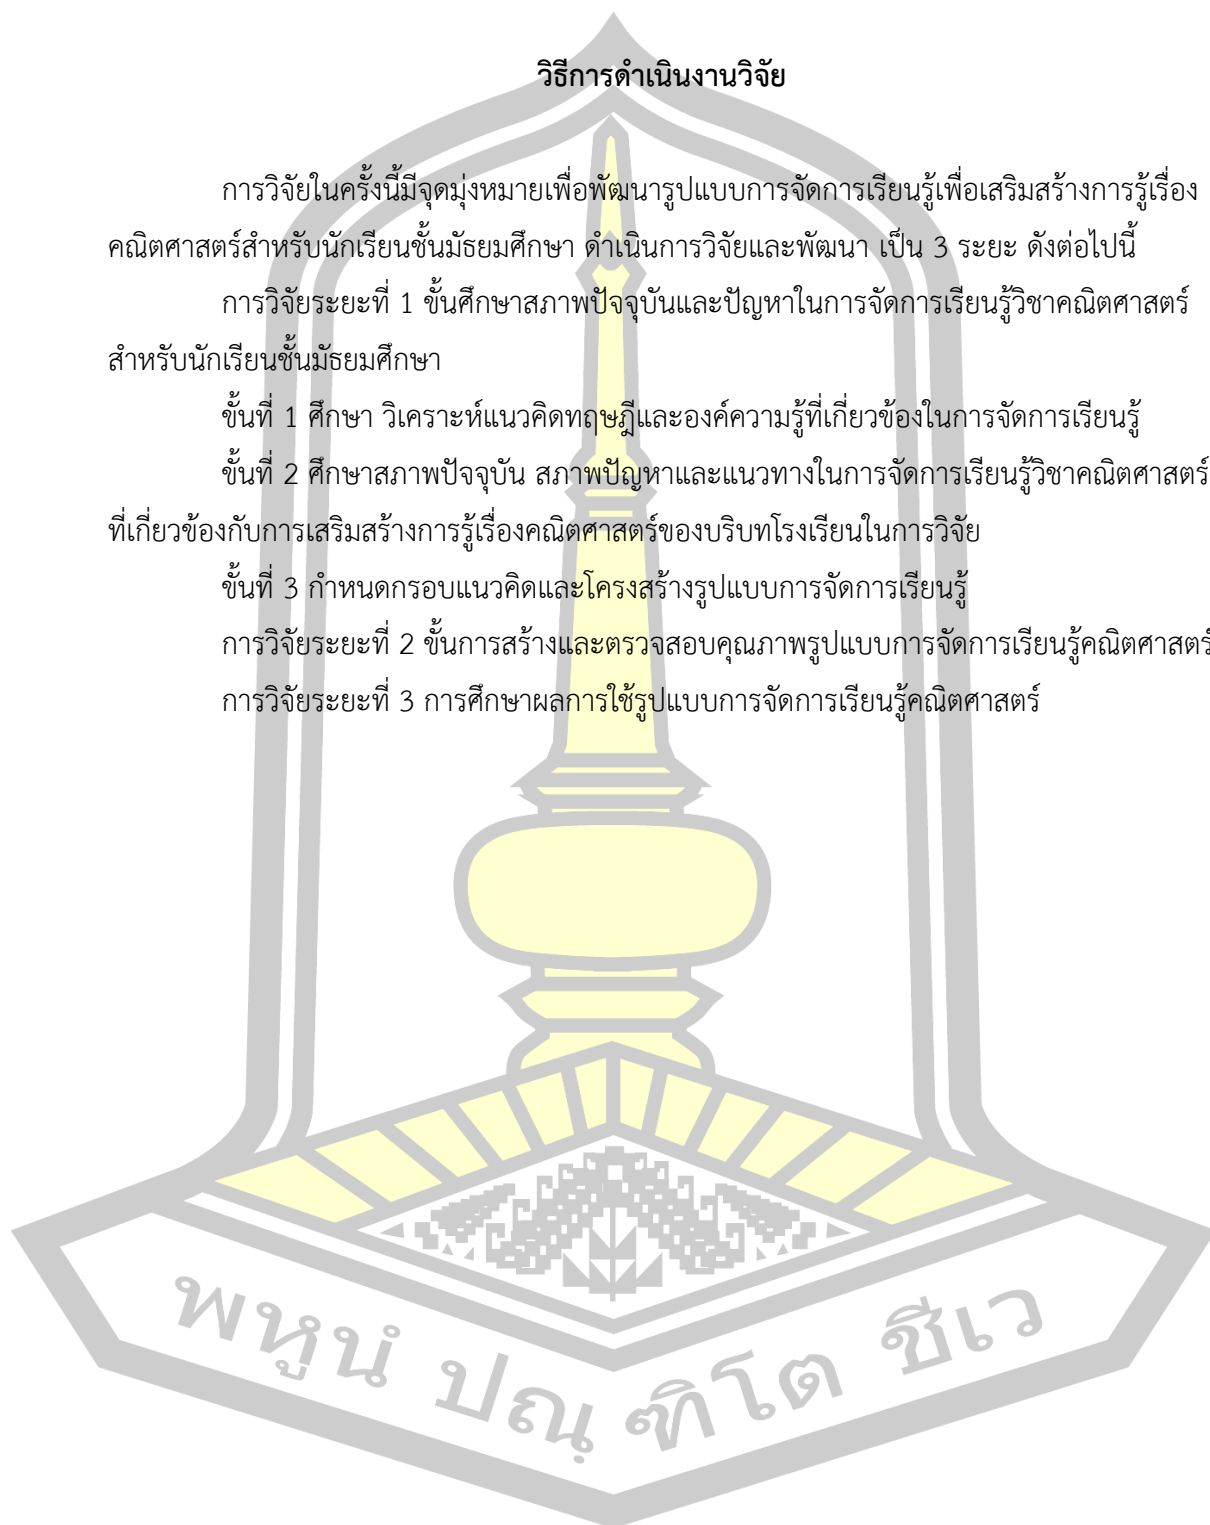 วิธีการดำเนินงานวิจัย
การวิจัยในครั้งนี้มีจุดมุ่งหมายเพื่อพัฒนารูปแบบการจัดการเรียนรู้เพื่อเสริมสร้างการรู้เรื่อง
คณิตศาสตร์สำหรับนักเรียนชั้นมัธยมศึกษา ดำเนินการวิจัยและพัฒนา เป็น 3 ระยะ ดังต่อไปนี้
การวิจัยระยะที่ 1 ขั้นศึกษาสภาพปัจจุบันและปัญหาในการจัดการเรียนรู้วิชาคณิตศาสตร์
สำหรับนักเรียนชั้นมัธยมศึกษา
ขั้นที่ 1 ศึกษา วิเคราะห์แนวคิดทฤษฎีและองค์ความรู้ที่เกี่ยวข้องในการจัดการเรียนรู้
ขั้นที่ 2 ศึกษาสภาพปัจจุบัน สภาพปัญหาและแนวทางในการจัดการเรียนรู้วิชาคณิตศาสตร์
ที่เกี่ยวข้องกับการเสริมสร้างการรู้เรื่องคณิตศาสตร์ของบริบทโรงเรียนในการวิจัย
ขั้นที่ 3 กำหนดกรอบแนวคิดและโครงสร้างรูปแบบการจัดการเรียนรู้
การวิจัยระยะที่ 2 ขั้นการสร้างและตรวจสอบคุณภาพรูปแบบการจัดการเรียนรู้คณิตศาสตร์
การวิจัยระยะที่ 3 การศึกษาผลการใช้รูปแบบการจัดการเรียนรู้คณิตศาสตร์
พหูนํ ปณฺฑิโต ชีเว